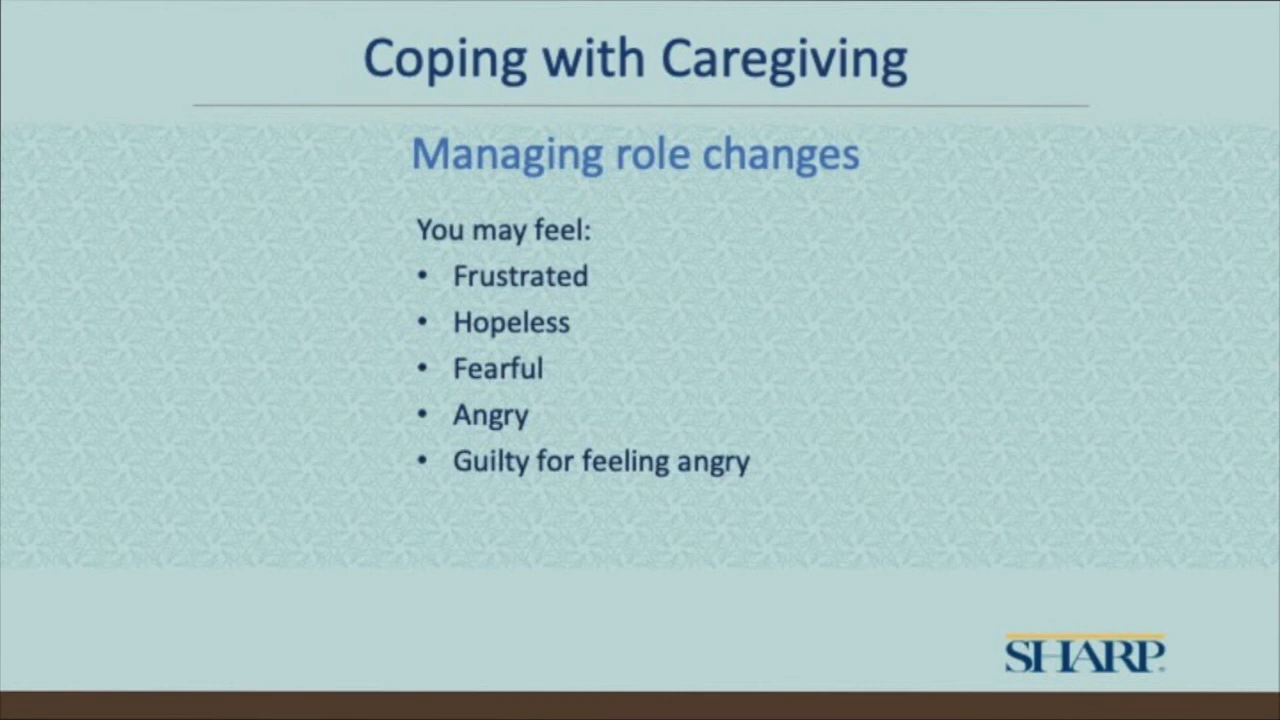 Coping with Caregiving
Managing role changes
You may feel:
• Frustrated
• Hopeless
• Fearful
• Angry
• Guilty for feeling angry
SHARP